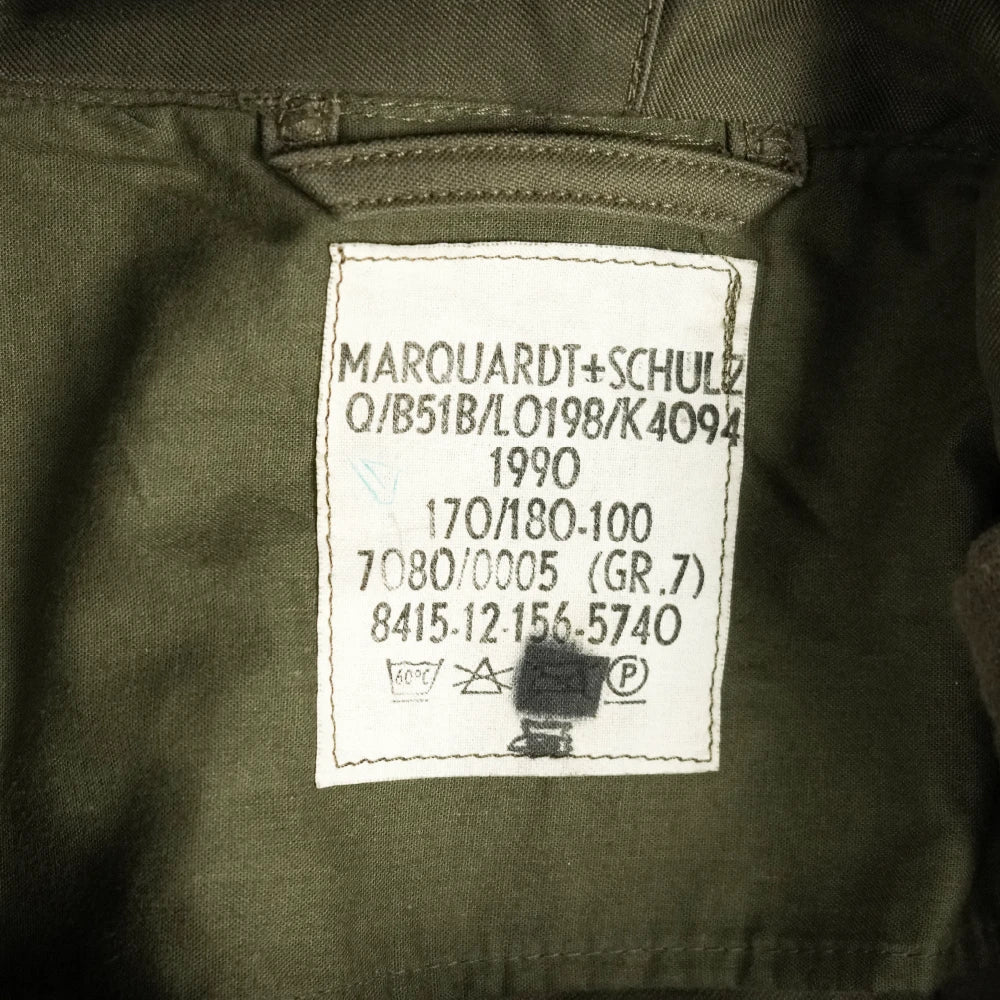 MARQUARDT+SCHULZ
Q/B51B/L0198/K4094
1990
170/180-100
7080/0005 (GR.7)
8415-12-156-5740
60°C
P